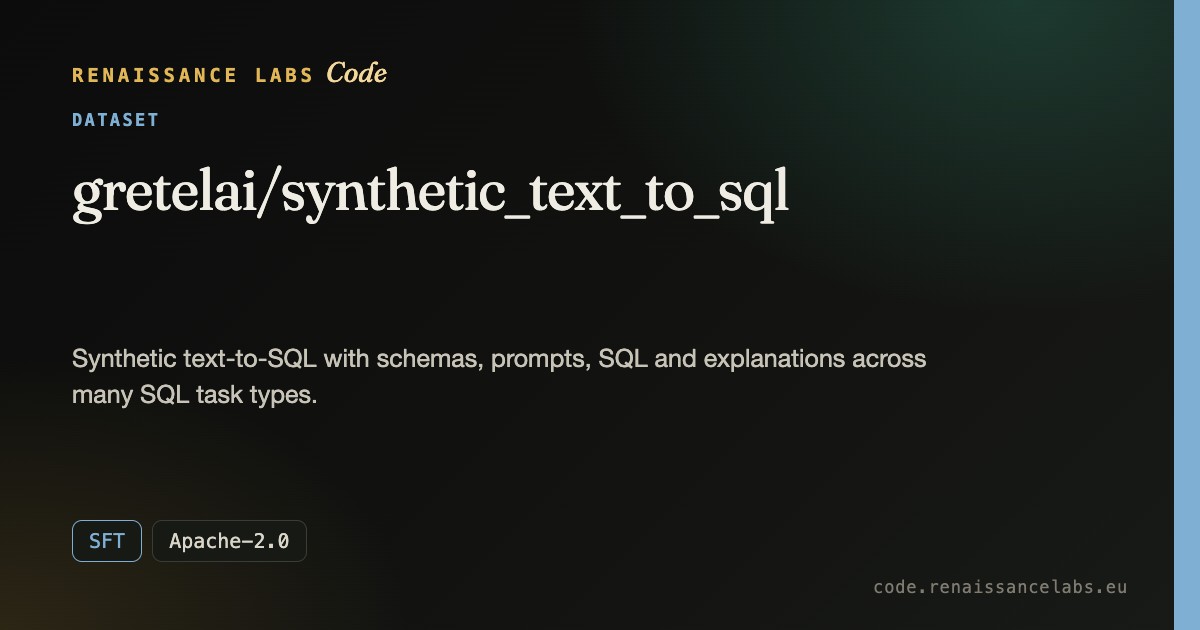 RENAISSANCE LABS Code
DATASET
gretelai/synthetic_text_to_sql
Synthetic text-to-SQL with schemas, prompts, SQL and explanations across
many SQL task types.
SFT
Apache-2.0
code.renaissancelabs.eu